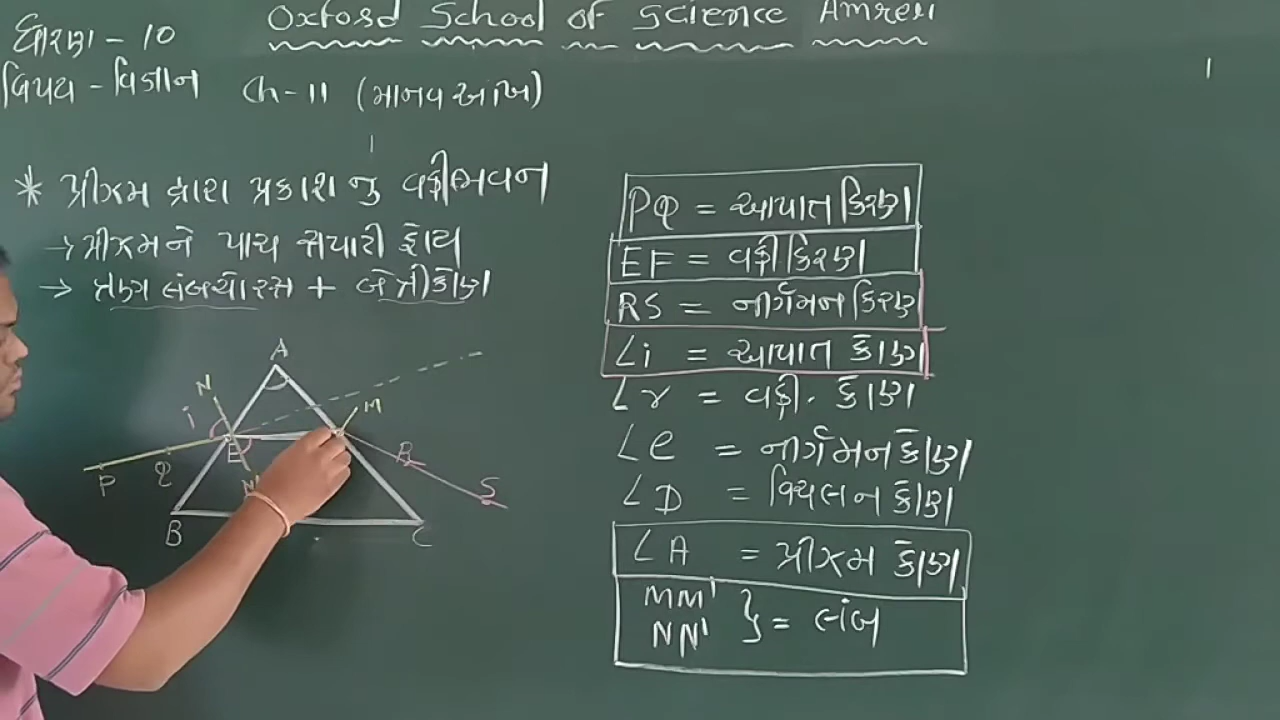 Oxford School of Science Amreli
ધોરણ - 10
વિષય - વિજ્ઞાન
Ch - 11 (માનવ આંખ)
* પ્રીઝમ દ્વારા પ્રકાશ નુ વક્રીભવન
→ પ્રીઝમને પાચ સપાટી હોય
→ ત્રણ લંબચોરસ + બે ત્રીકોણ
A
N
M
i
E
P
Q
R
S
N'
B
C
PQ = આપાત કિરણ
EF = વક્રી કિરણ
RS = નીર્ગમન કિરણ
∠i = આપાત કોણ
∠r = વક્રી. કોણ
∠e = નીર્ગમન કોણ
∠D = વિચલન કોણ
∠A = પ્રીઝમ કોણ
MM'
NN' } = લંબ